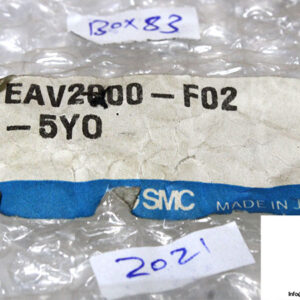 Box 83
EAV2000-F02
-5YO
SMC MADE IN J
2021